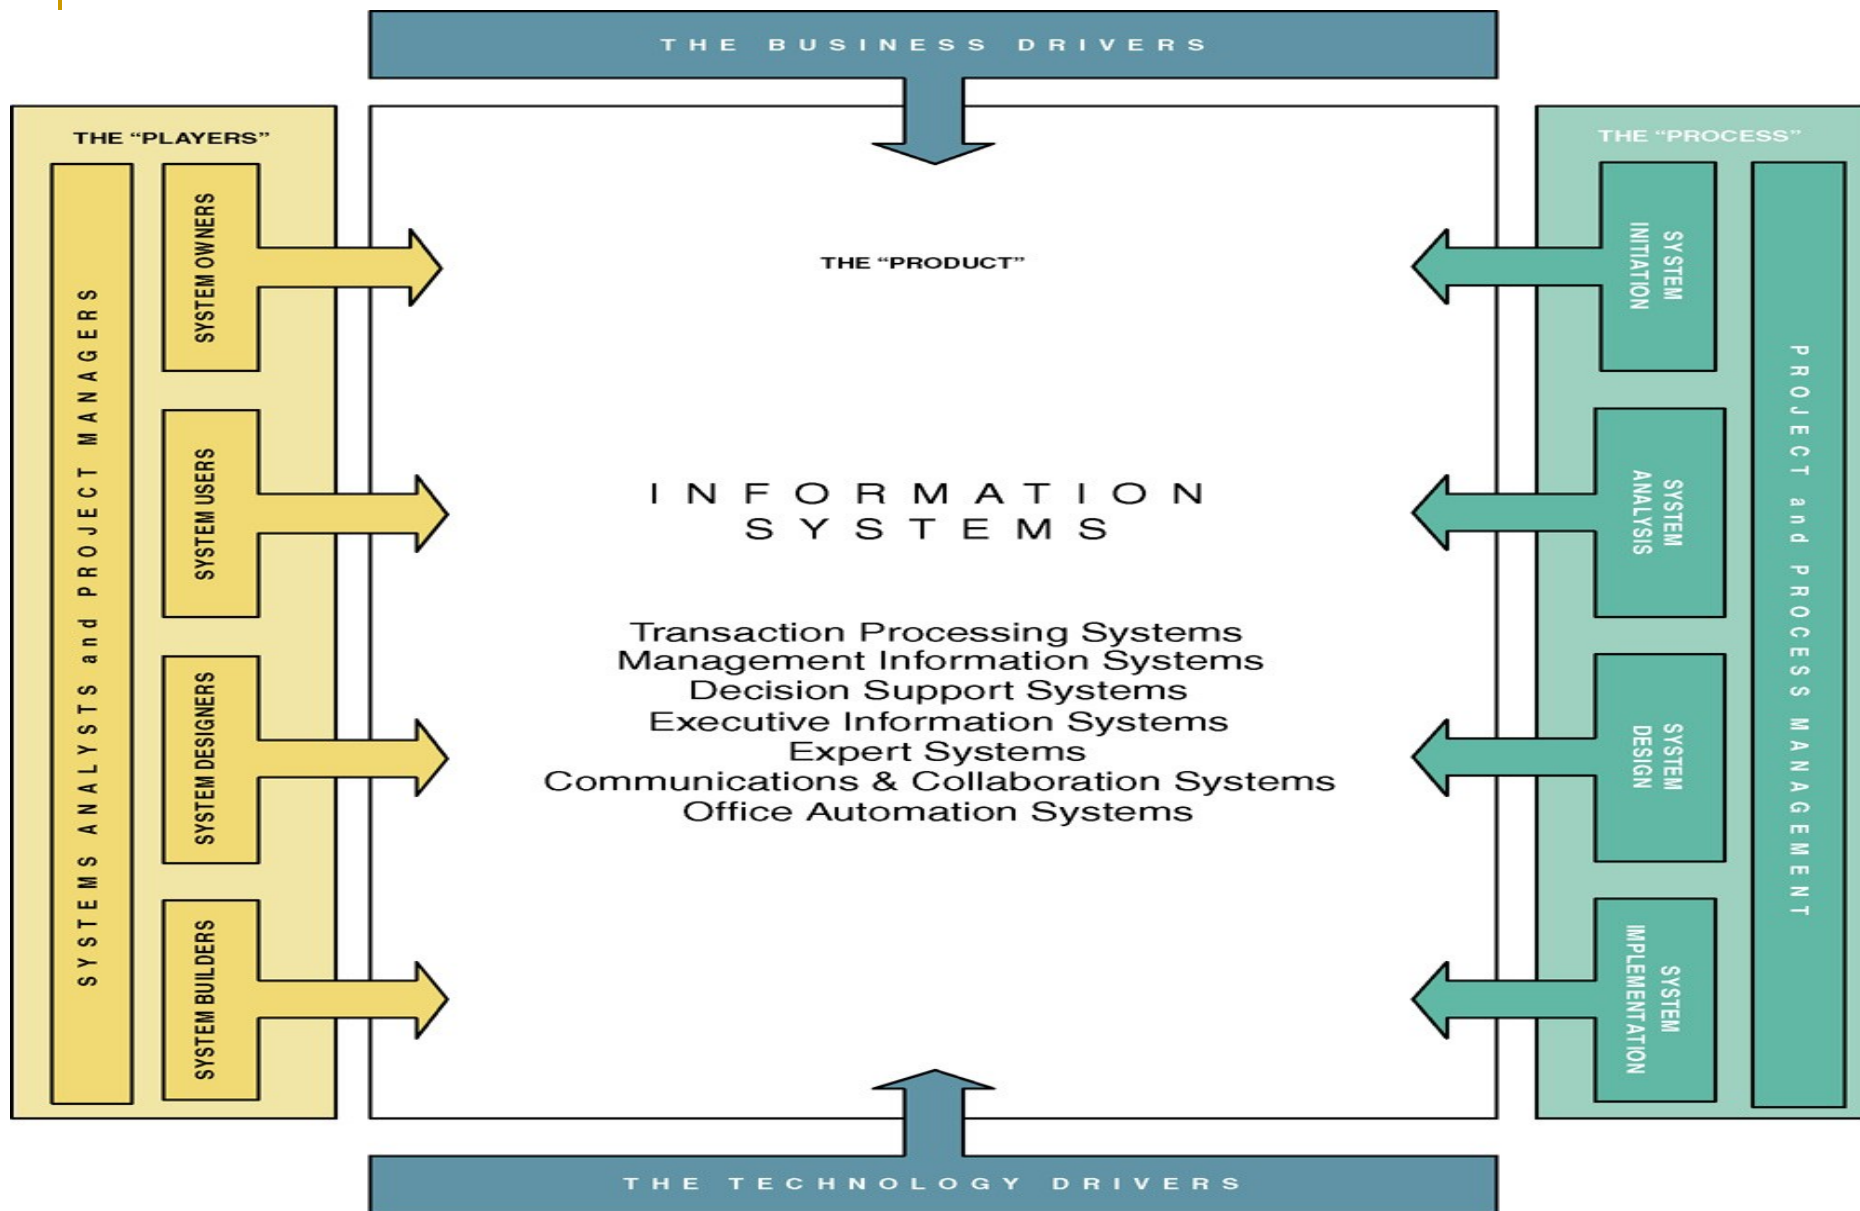 THE BUSINESS DRIVERS
THE “PLAYERS”
SYSTEMS ANALYSTS and PROJECT MANAGERS
SYSTEM OWNERS
SYSTEM USERS
SYSTEM DESIGNERS
SYSTEM BUILDERS
THE “PRODUCT”
INFORMATION
SYSTEMS
Transaction Processing Systems
Management Information Systems
Decision Support Systems
Executive Information Systems
Expert Systems
Communications & Collaboration Systems
Office Automation Systems
THE “PROCESS”
SYSTEM
INITIATION
SYSTEM
ANALYSIS
SYSTEM
DESIGN
SYSTEM
IMPLEMENTATION
PROJECT and PROCESS MANAGEMENT
THE TECHNOLOGY DRIVERS